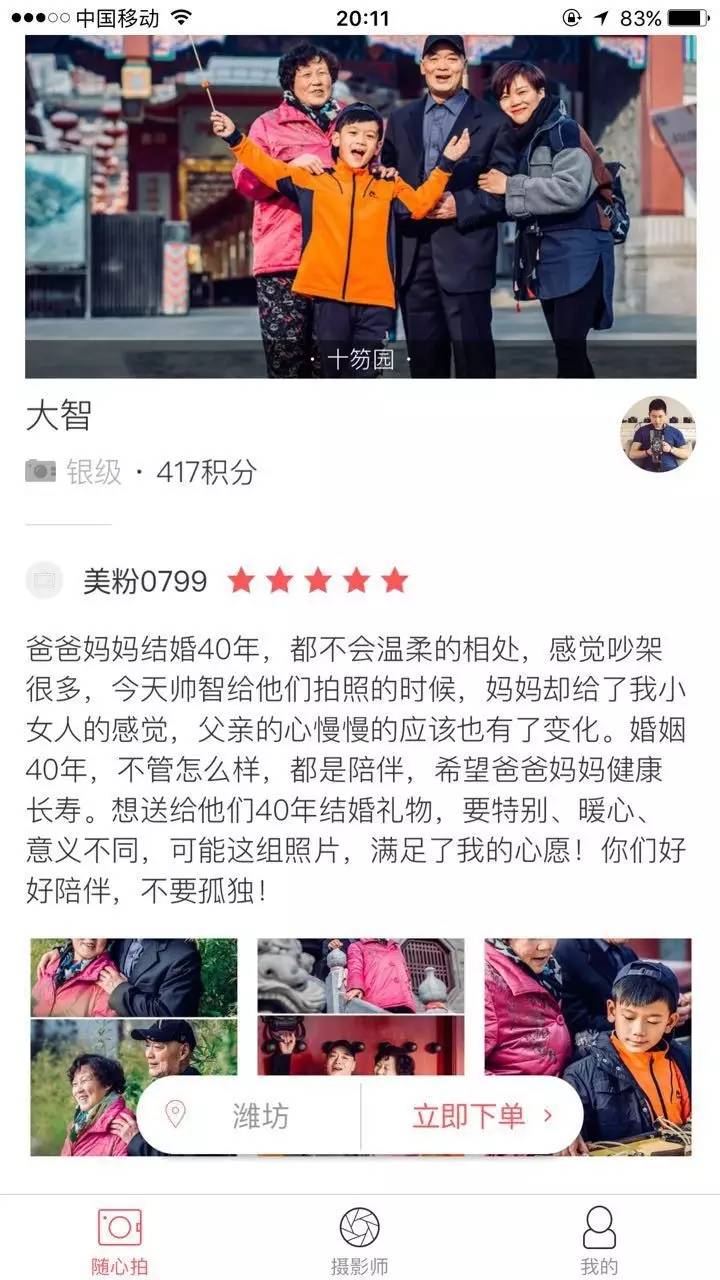 中国移动
20:11
83%
· 十笏园 ·
大智
银级 · 417积分
美粉0799
爸爸妈妈结婚40年，都不会温柔的相处，感觉吵架
很多，今天帅智给他们拍照的时候，妈妈却给了我小
女人的感觉，父亲的心慢慢的应该也有了变化。婚姻
40年，不管怎么样，都是陪伴，希望爸爸妈妈健康
长寿。想送给他们40年结婚礼物，要特别、暖心、
意义不同，可能这组照片，满足了我的心愿！你们好
好陪伴，不要孤独！
潍坊
立即下单 ›
随心拍
摄影师
我的